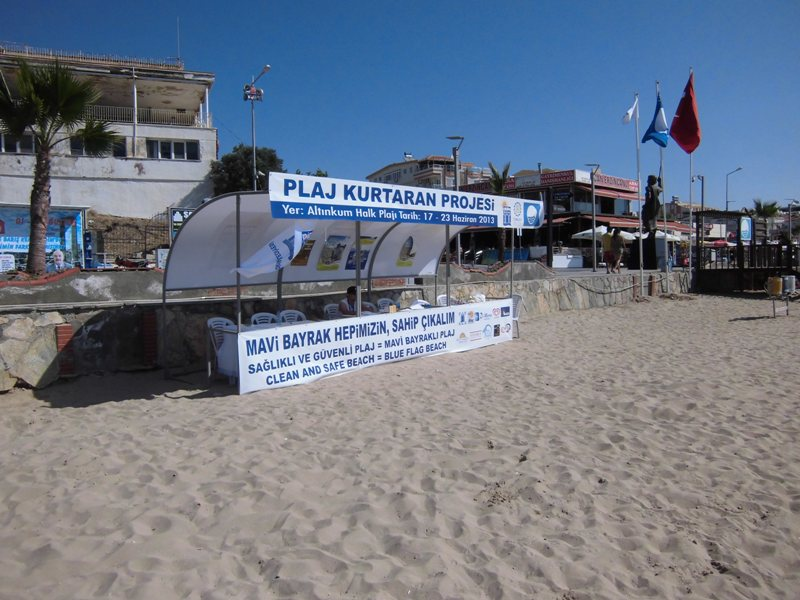 PLAJ KURTARAN PROJESİ
Yer: Altınkum Halk Plajı Tarih: 17 - 23 Haziran 2013
MAVİ BAYRAK HEPİMİZİN, SAHİP ÇIKALIM
SAĞLIKLI VE GÜVENLİ PLAJ = MAVİ BAYRAKLI PLAJ
CLEAN AND SAFE BEACH = BLUE FLAG BEACH